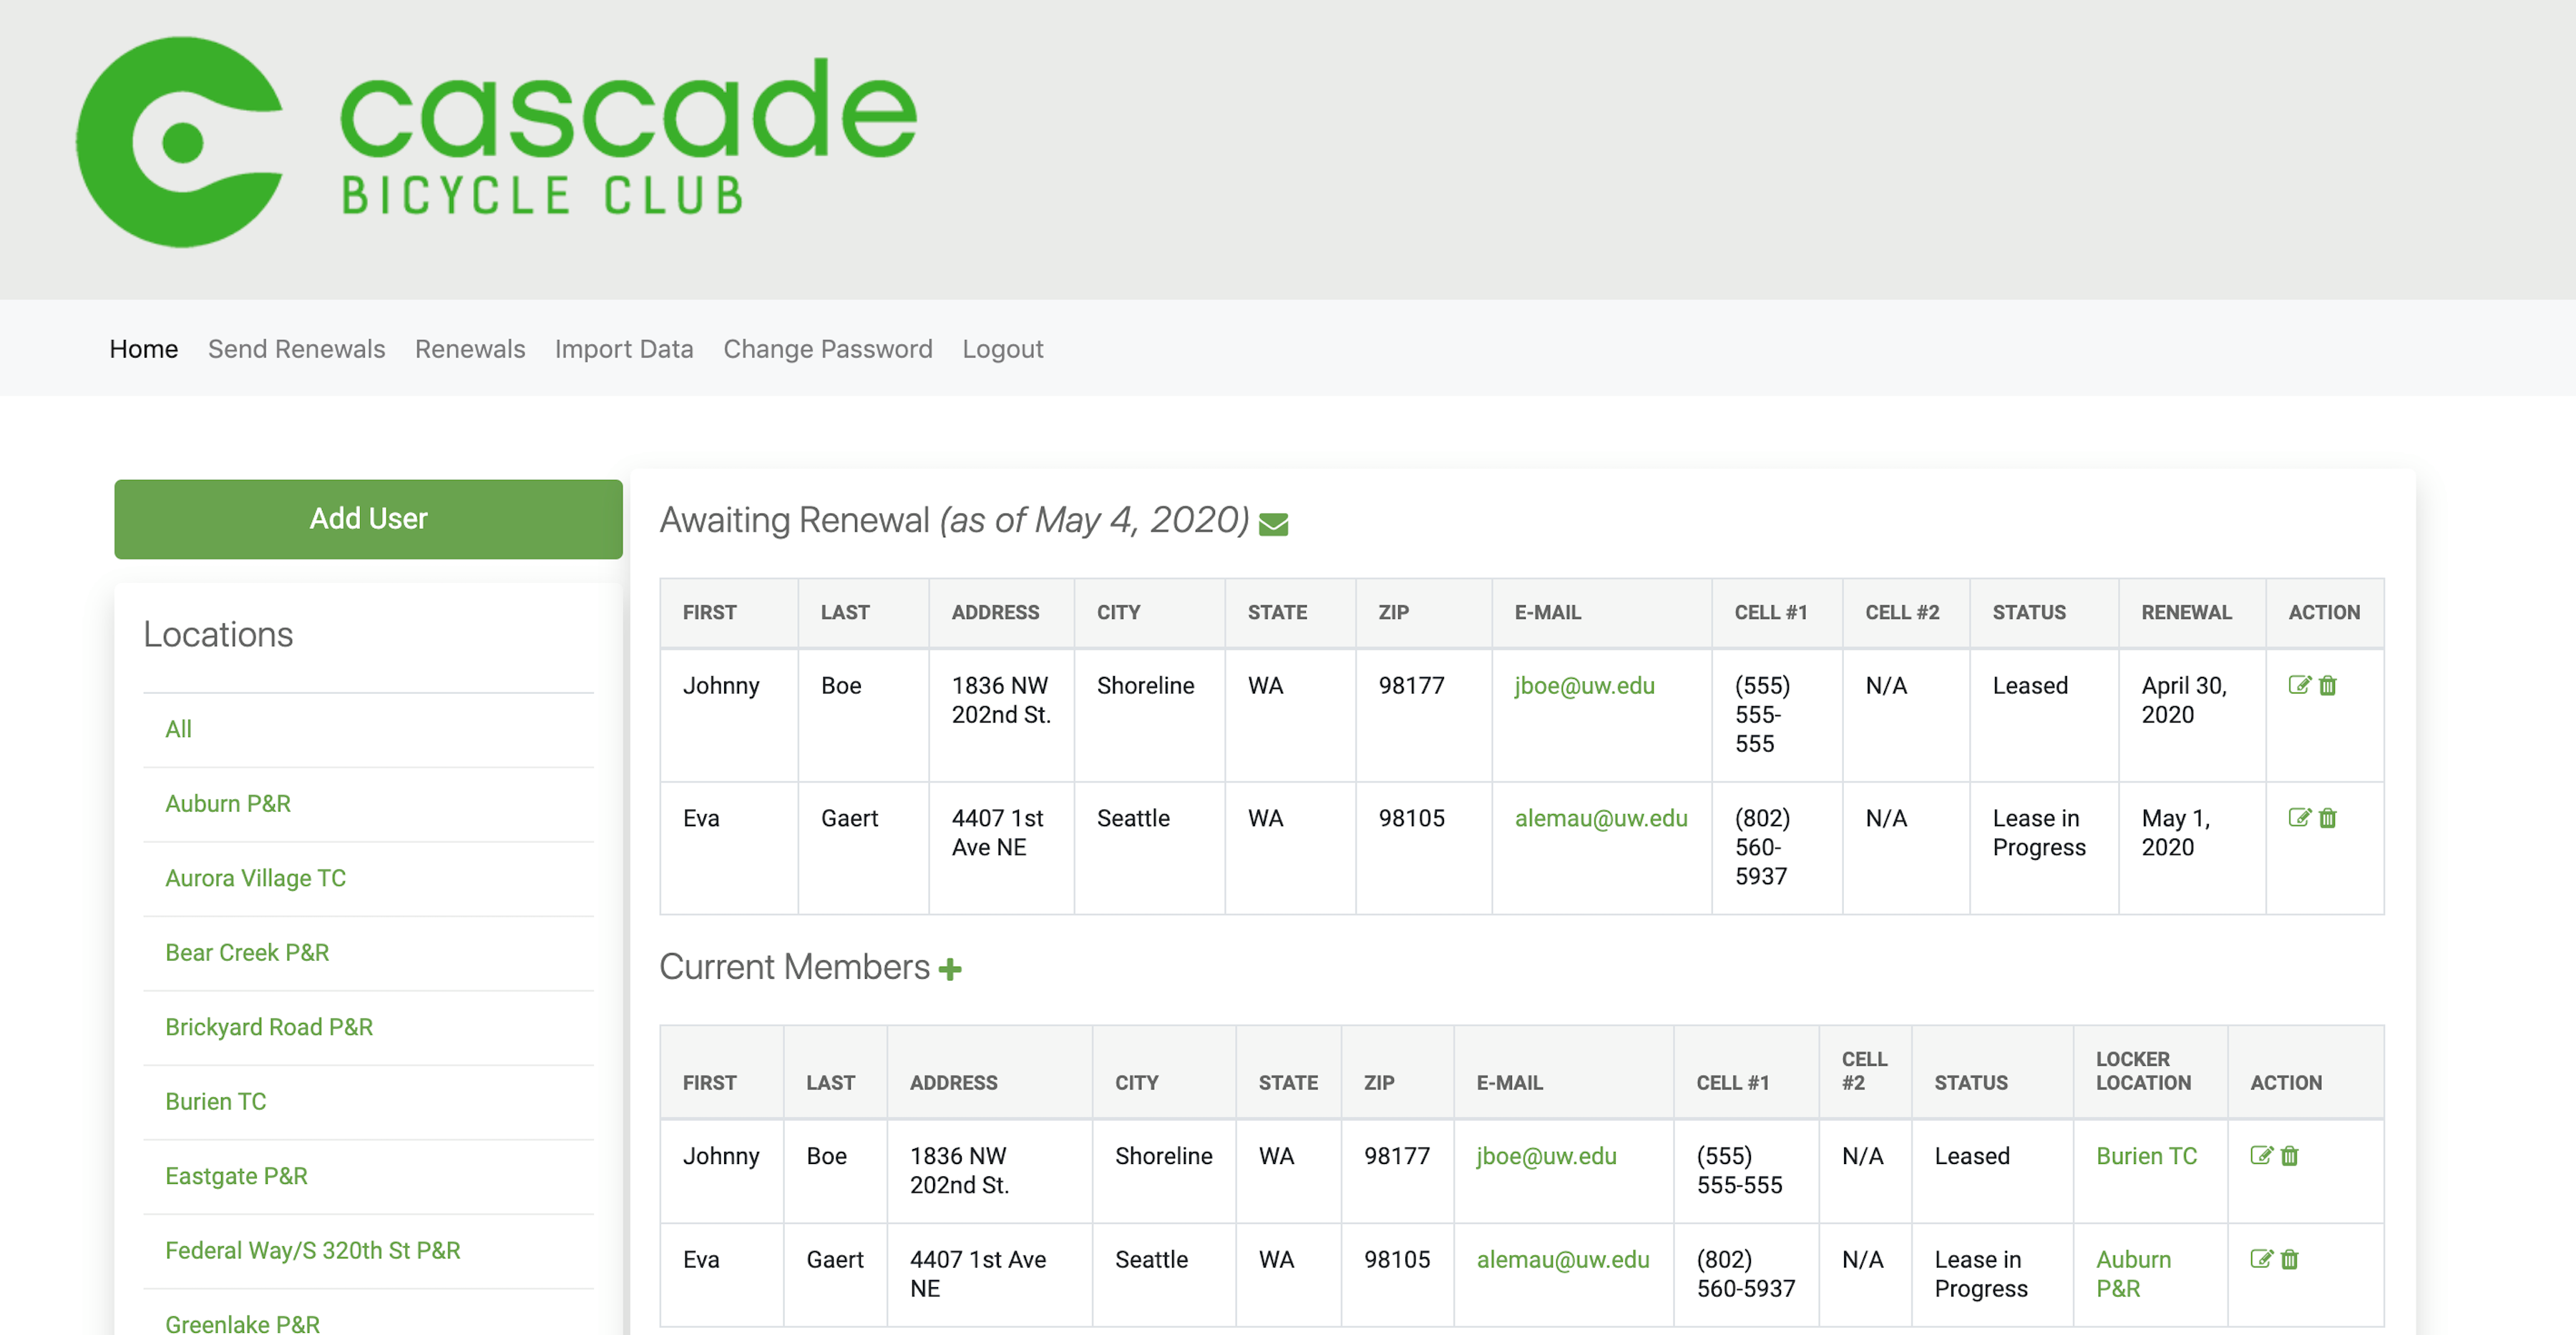 cascade
BICYCLE CLUB
Home Send Renewals Renewals Import Data Change Password Logout
Add User
Locations
All
Auburn P&R
Aurora Village TC
Bear Creek P&R
Brickyard Road P&R
Burien TC
Eastgate P&R
Federal Way/S 320th St P&R
Greenlake P&R
Awaiting Renewal (as of May 4, 2020)
FIRST LAST ADDRESS CITY STATE ZIP E-MAIL CELL #1 CELL #2 STATUS RENEWAL ACTION
Johnny Boe 1836 NW Shoreline WA 98177 jboe@uw.edu (555) N/A Leased April 30,
202nd St. 555- 2020
555
Eva Gaert 4407 1st Seattle WA 98105 alemau@uw.edu (802) N/A Lease in May 1,
Ave NE 560- Progress 2020
5937
Current Members
CELL LOCKER
FIRST LAST ADDRESS CITY STATE ZIP E-MAIL CELL #1 #2 STATUS LOCATION ACTION
Johnny Boe 1836 NW Shoreline WA 98177 jboe@uw.edu (555) N/A Leased Burien TC
202nd St. 555-555
Eva Gaert 4407 1st Ave Seattle WA 98105 alemau@uw.edu (802) N/A Lease in Auburn
NE 560-5937 Progress P&R